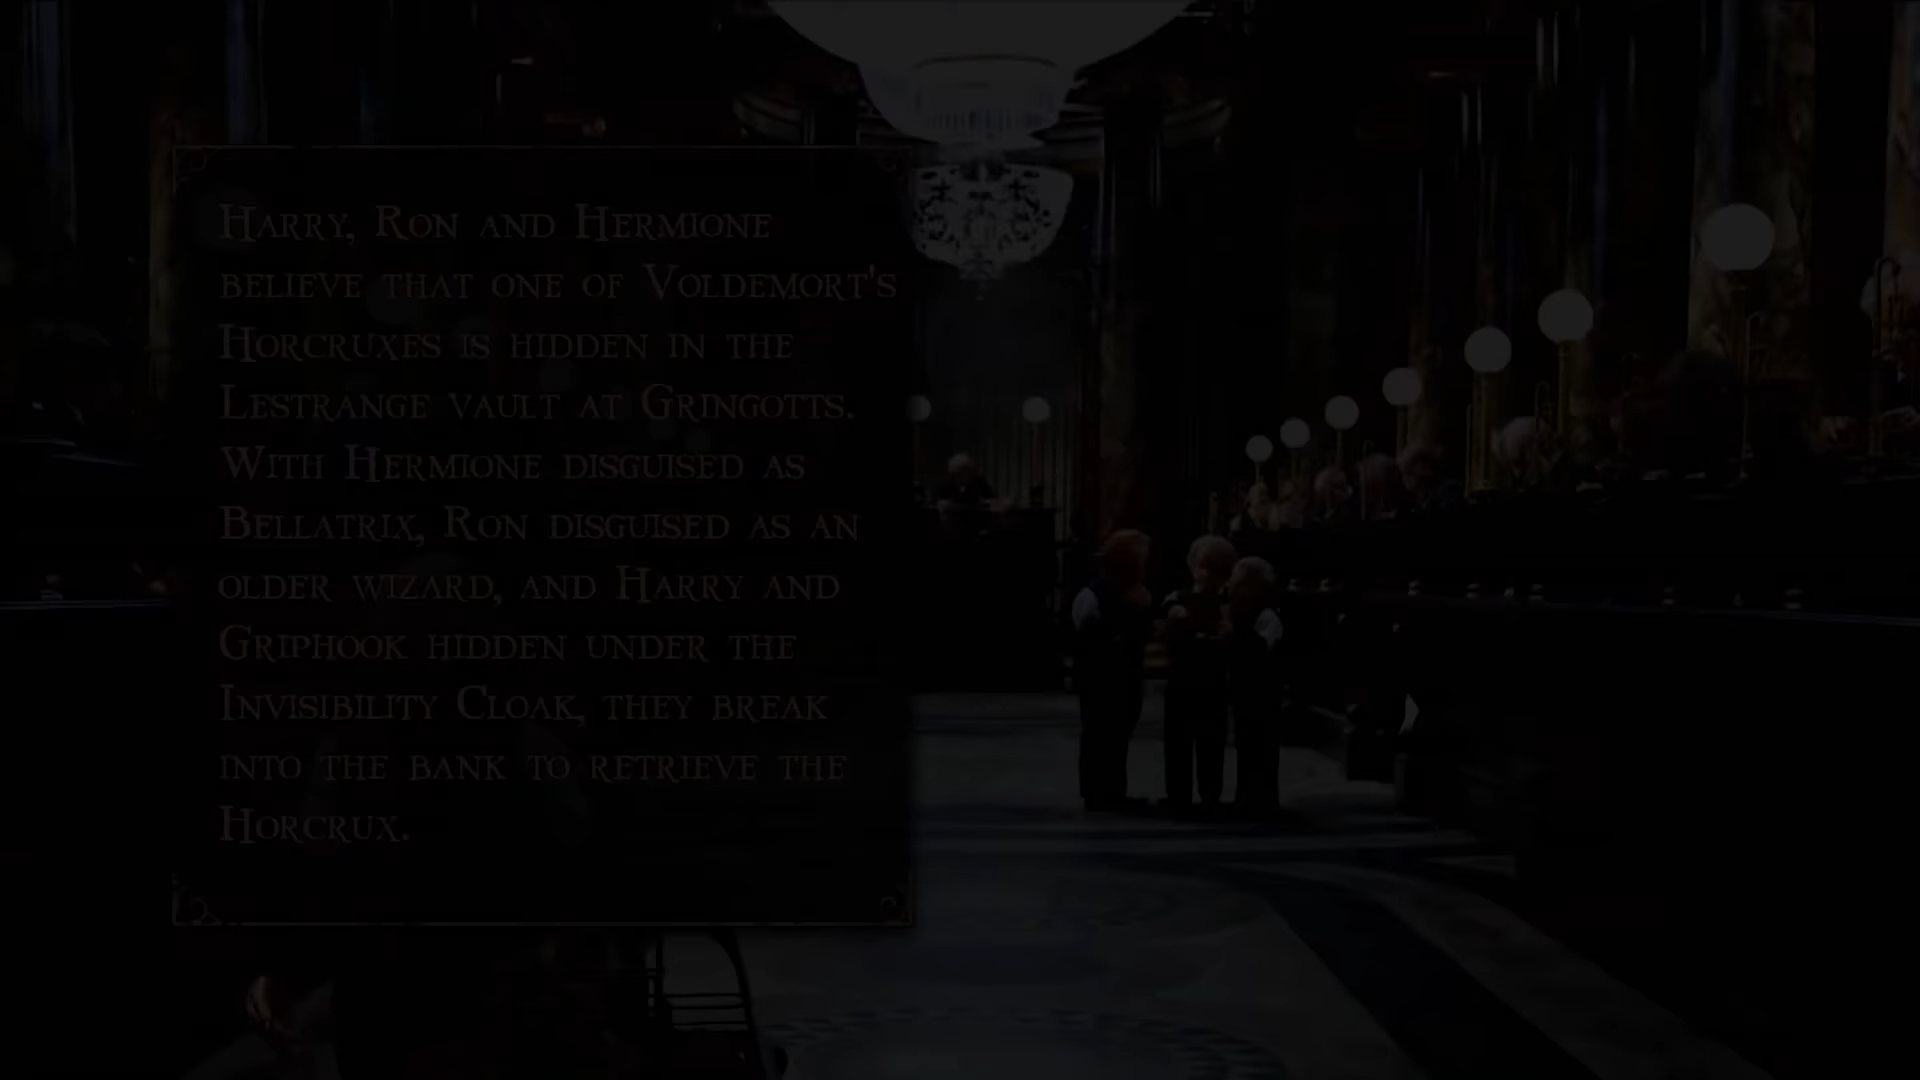 Harry, Ron and Hermione
believe that one of Voldemort's
Horcruxes is hidden in the
Lestrange vault at Gringotts.
With Hermione disguised as
Bellatrix, Ron disguised as an
older wizard, and Harry and
Griphook hidden under the
Invisibility Cloak, they break
into the bank to retrieve the
Horcrux.